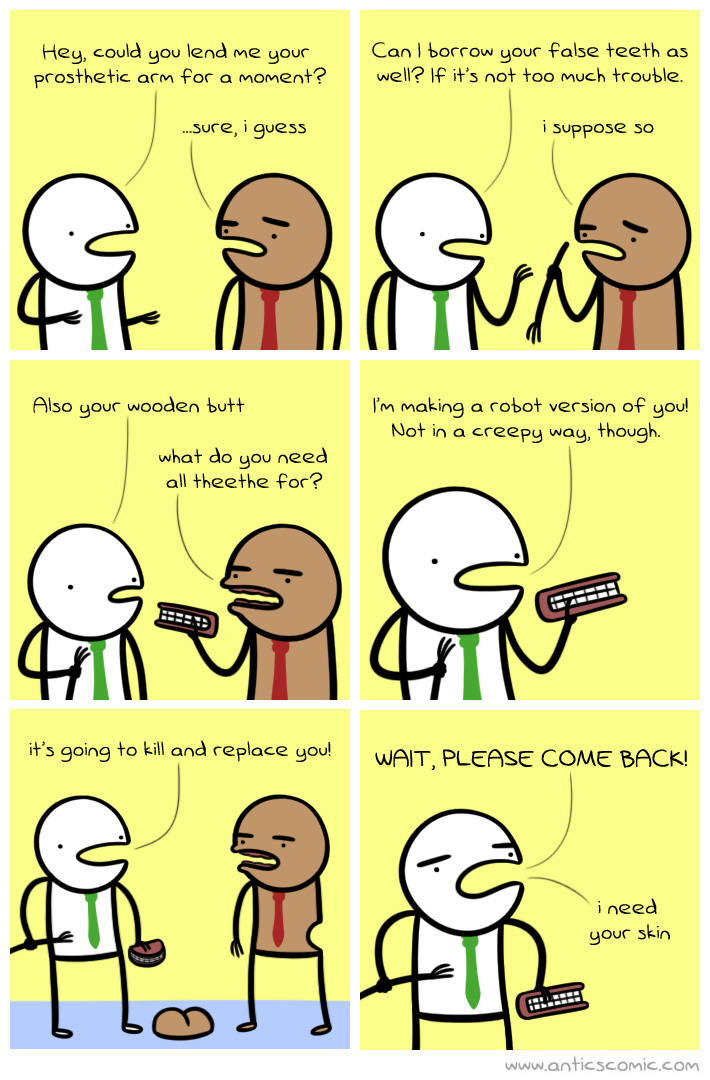 Hey, could you lend me your
prosthetic arm for a moment?
...sure, i guess
Can I borrow your false teeth as
well? If it's not too much trouble.
i suppose so
Also your wooden butt
what do you need
all theethe for?
I'm making a robot version of you!
Not in a creepy way, though.
it's going to kill and replace you!
WAIT, PLEASE COME BACK!
i need
your skin
www.anticscomic.com